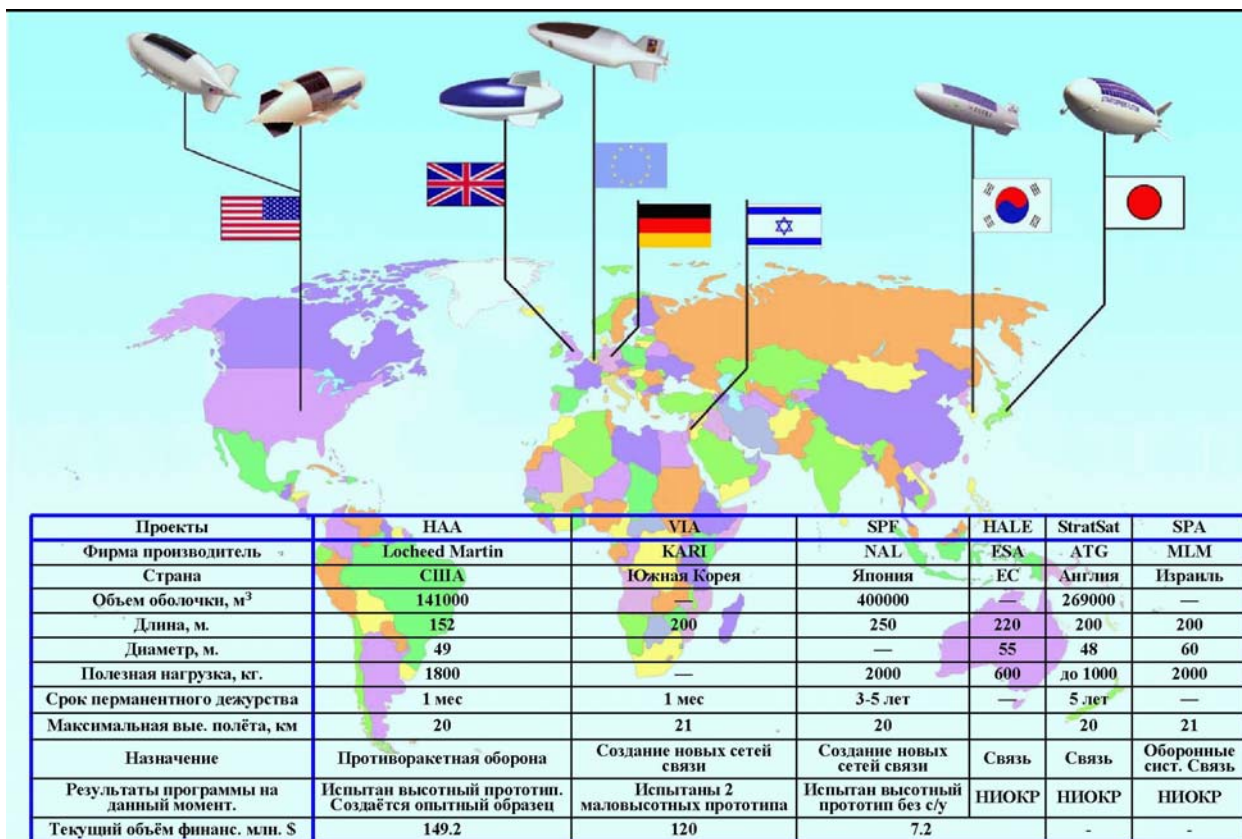 Проекты HAA VIA SPF HALE StratSat SPA
Фирма производитель Locheed Martin KARI NAL ESA ATG MLM
Страна США Южная Корея Япония ЕС Англия Израиль
Объем оболочки, м³ 141000 — 400000 — 269000 —
Длина, м. 152 200 250 220 200 200
Диаметр, м. 49 — 55 48 60
Полезная нагрузка, кг. 1800 — 2000 600 до 1000 2000
Срок перманентного дежурства 1 мес 1 мес 3-5 лет — 5 лет —
Максимальная вые. полёта, км 20 21 20 20 21
Назначение Противоракетная оборона Создание новых сетей связи Создание новых сетей связи Связь Связь Оборонные сист. Связь
Результаты программы на данный момент. Испытан высотный прототип. Создаётся опытный образец Испытаны 2 маловысотных прототипа Испытан высотный прототип без с/у НИОКР НИОКР НИОКР
Текущий объём финанс. млн. $ 149.2 120 7.2 - -